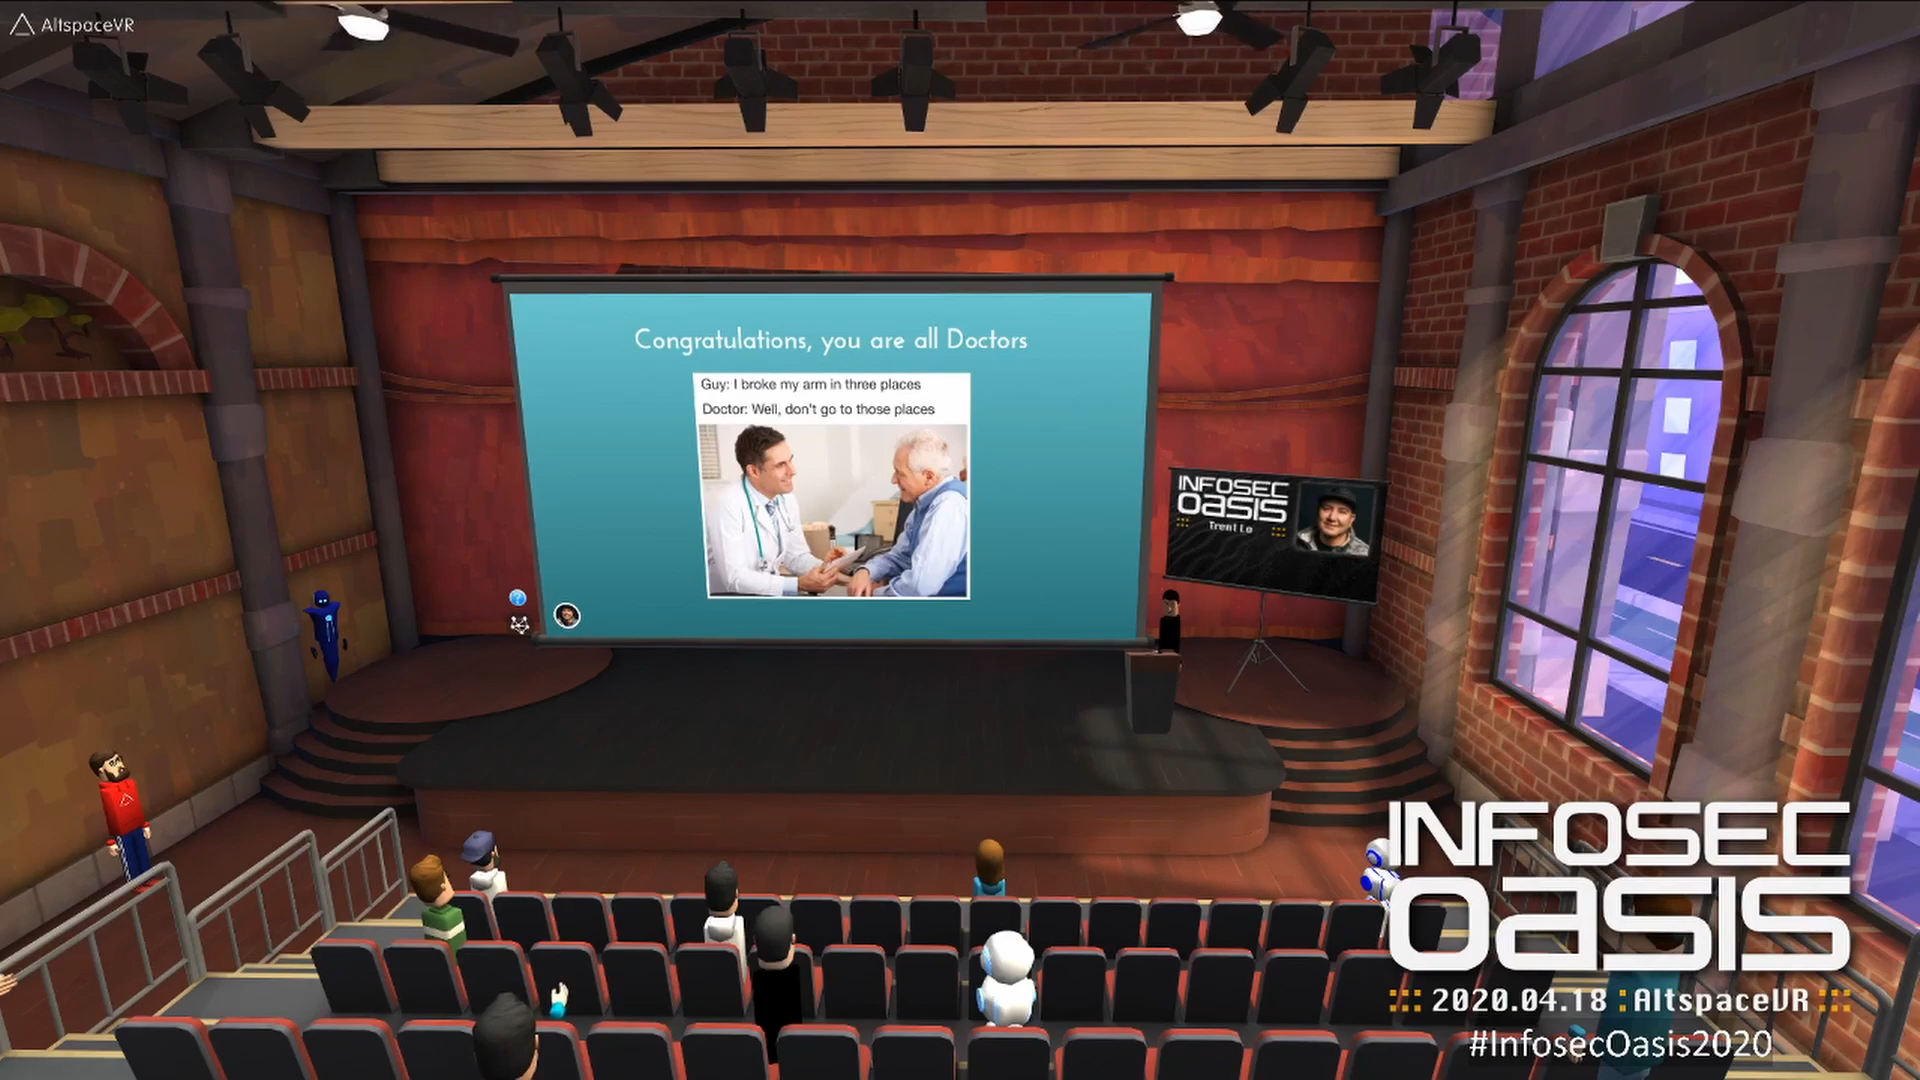 AltspaceVR
Congratulations, you are all Doctors
Guy: I broke my arm in three places
Doctor: Well, don't go to those places
INFOSEC
OASIS
Trent Lo
INFOSEC
OASIS
2020.04.18 : AltspaceVR
#InfosecOasis2020